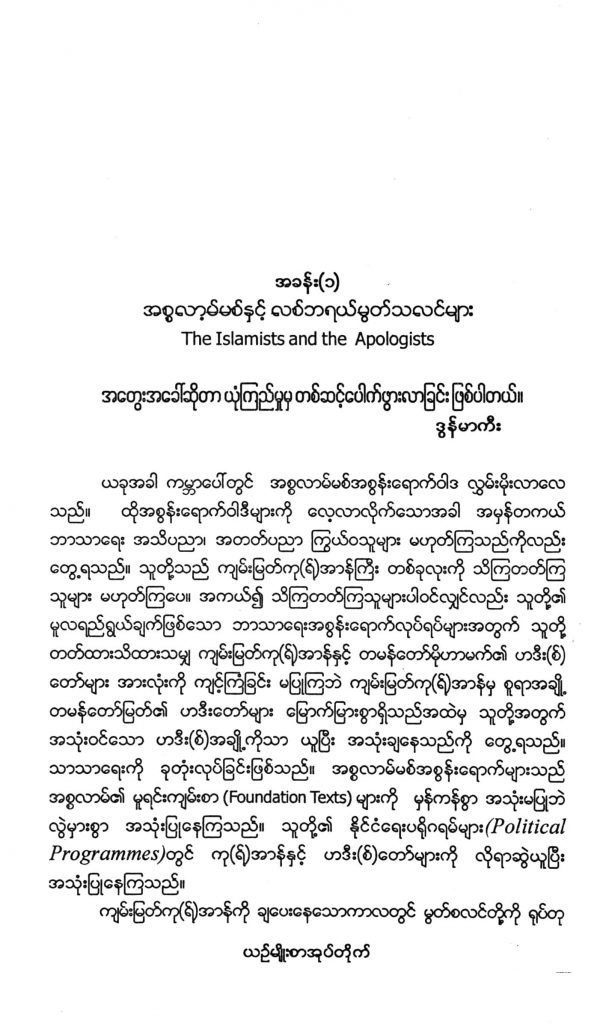 အခန်း(၁)
အစ္စလာ့မ်မစ်နှင့် လစ်ဘရယ်မွတ်သလင်များ
The Islamists and the Apologists
အတွေးအခေါ်ဆိုတာ ယုံကြည်မှုမှ တစ်ဆင့်ပေါက်ဖွားလာခြင်း ဖြစ်ပါတယ်။
ဒွန်မာကီး
ယခုအခါ ကမ္ဘာပေါ်တွင် အစ္စလာမ်မစ်အစွန်းရောက်ဝါဒ လွှမ်းမိုးလာလေ
သည်။ ထိုအစွန်းရောက်ဝါဒီများကို လေ့လာလိုက်သောအခါ အမှန်တကယ်
ဘာသာရေး အသိပညာ၊ အတတ်ပညာ ကြွယ်ဝသူများ မဟုတ်ကြသည်ကိုလည်း
တွေ့ရသည်။ သူတို့သည် ကျမ်းမြတ်ကု(ရ်)အာန်ကြီး တစ်ခုလုံးကို သိကြတတ်ကြ
သူများ မဟုတ်ကြပေ။ အကယ်၍ သိကြတတ်ကြသူများပါဝင်လျှင်လည်း သူတို့၏
မူလရည်ရွယ်ချက်ဖြစ်သော ဘာသာရေးအစွန်းရောက်လုပ်ရပ်များအတွက် သူတို့
တတ်ထားသိထားသမျှ ကျမ်းမြတ်ကု(ရ်)အာန်နှင့် တမန်တော်မိုဟာမက်၏ ဟဒီး(စ်)
တော်များ အားလုံးကို ကျင့်ကြံခြင်း မပြုကြဘဲ ကျမ်းမြတ်ကု(ရ်)အာန်မှ စူရာအချို့
တမန်တော်မြတ်၏ ဟဒီးတော်များ မြောက်မြားစွာရှိသည်အထဲမှ သူတို့အတွက်
အသုံးဝင်သော ဟဒီး(စ်)အချို့ကိုသာ ယူပြီး အသုံးချနေသည်ကို တွေ့ရသည်။
သာသာရေးကို ခုတုံးလုပ်ခြင်းဖြစ်သည်။ အစ္စလာမ်မစ်အစွန်းရောက်များသည်
အစ္စလာမ်၏ မူရင်းကျမ်းစာ (Foundation Texts) များကို မှန်ကန်စွာ အသုံးမပြုဘဲ
လွဲမှားစွာ အသုံးပြုနေကြသည်။ သူတို့၏ နိုင်ငံရေးပရိုဂရမ်များ(Political
Programmes)တွင် ကု(ရ်)အာန်နှင့် ဟဒီး(စ်)တော်များကို လိုရာဆွဲယူပြီး
အသုံးပြုနေကြသည်။
ကျမ်းမြတ်ကု(ရ်)အာန်ကို ချပေးနေသောကာလတွင် မွတ်စလင်တို့ကို ရုပ်တု
ယဉ်မျိုးစာအုပ်တိုက်